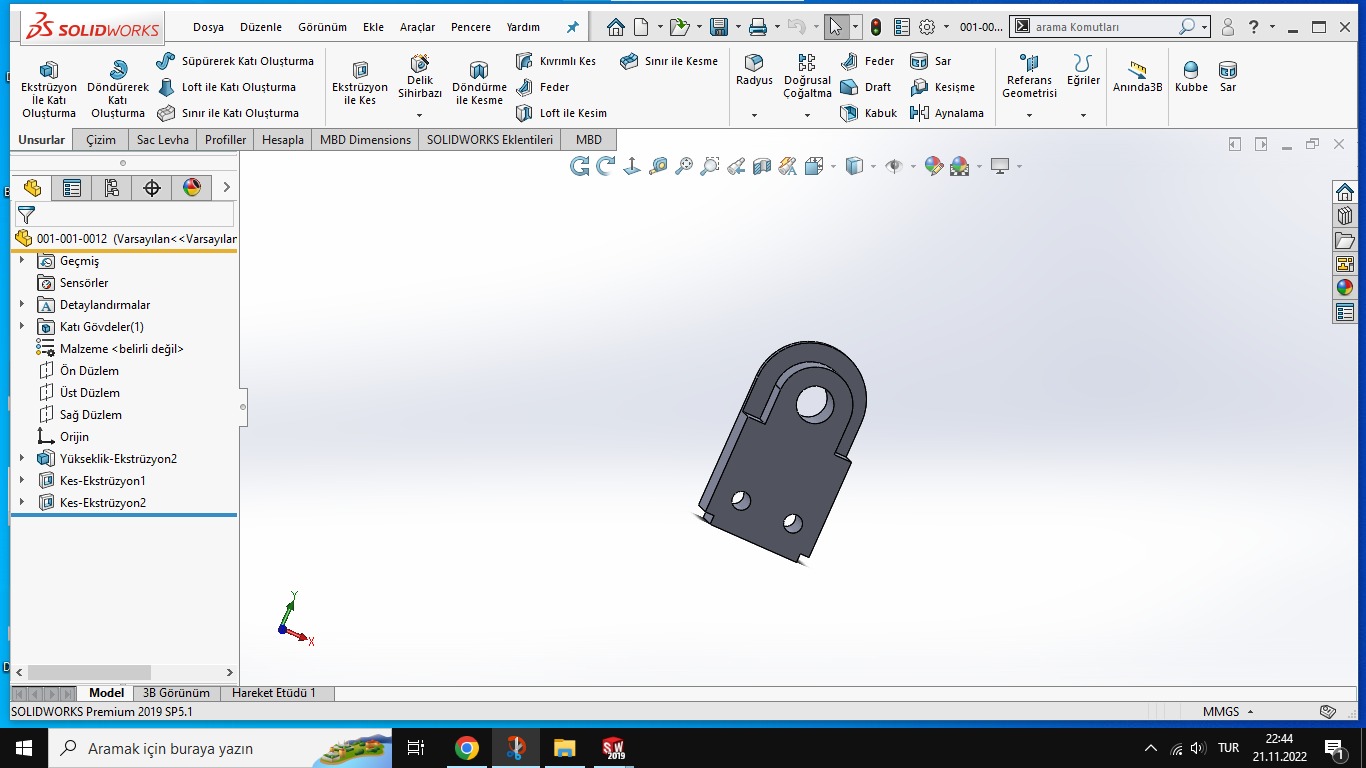 SOLIDWORKS
Dosya Düzenle Görünüm Ekle Araçlar Pencere Yardım
001-00...
arama Komutları
Ekstrüzyon ile Katı Oluşturma
Döndürerek Katı Oluşturma
Süpürerek Katı Oluşturma
Loft ile Katı Oluşturma
Sınır ile Katı Oluşturma
Ekstrüzyon ile Kes
Delik Sihirbazı
Döndürme ile Kesme
Kıvrımlı Kes
Feder
Loft ile Kesim
Sınır ile Kesme
Radyus
Doğrusal Çoğaltma
Feder
Draft
Kabuk
Sar
Kesişme
Aynalama
Referans Geometrisi
Eğriler
Anında3B
Kubbe
Sar
Unsurlar Çizim Sac Levha Profiller Hesapla MBD Dimensions SOLIDWORKS Eklentileri MBD
001-001-0012 (Varsayılan<<Varsayılan
Geçmiş
Sensörler
Detaylandırmalar
Katı Gövdeler(1)
Malzeme <belirli değil>
Ön Düzlem
Üst Düzlem
Sağ Düzlem
Orijin
Yükseklik-Ekstrüzyon2
Kes-Ekstrüzyon1
Kes-Ekstrüzyon2
Y
X
Model 3B Görünüm Hareket Etüdü 1
SOLIDWORKS Premium 2019 SP5.1
MMGS
Aramak için buraya yazın
SW 2019
TUR
22:44
21.11.2022
1